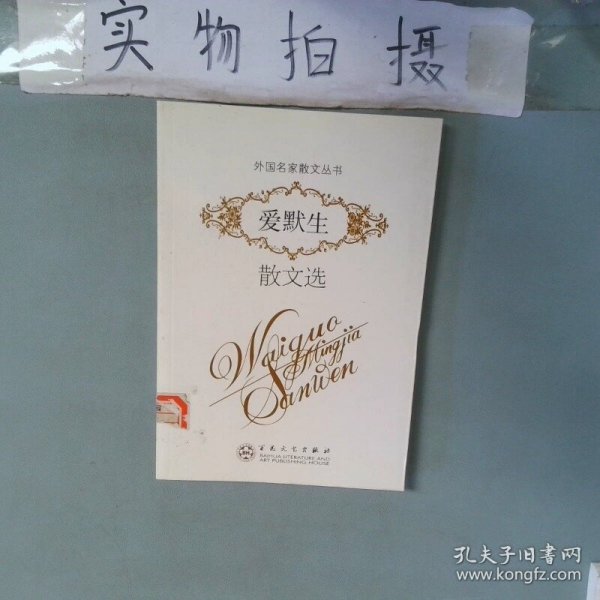 实物拍摄
外国名家散文丛书
爱默生
散文选
Waiguo
Mingjia
Sanwen
百花文艺出版社
BAIHUA LITERATURE AND
ART PUBLISHING HOUSE
孔夫子旧书网
www.kongfz.com